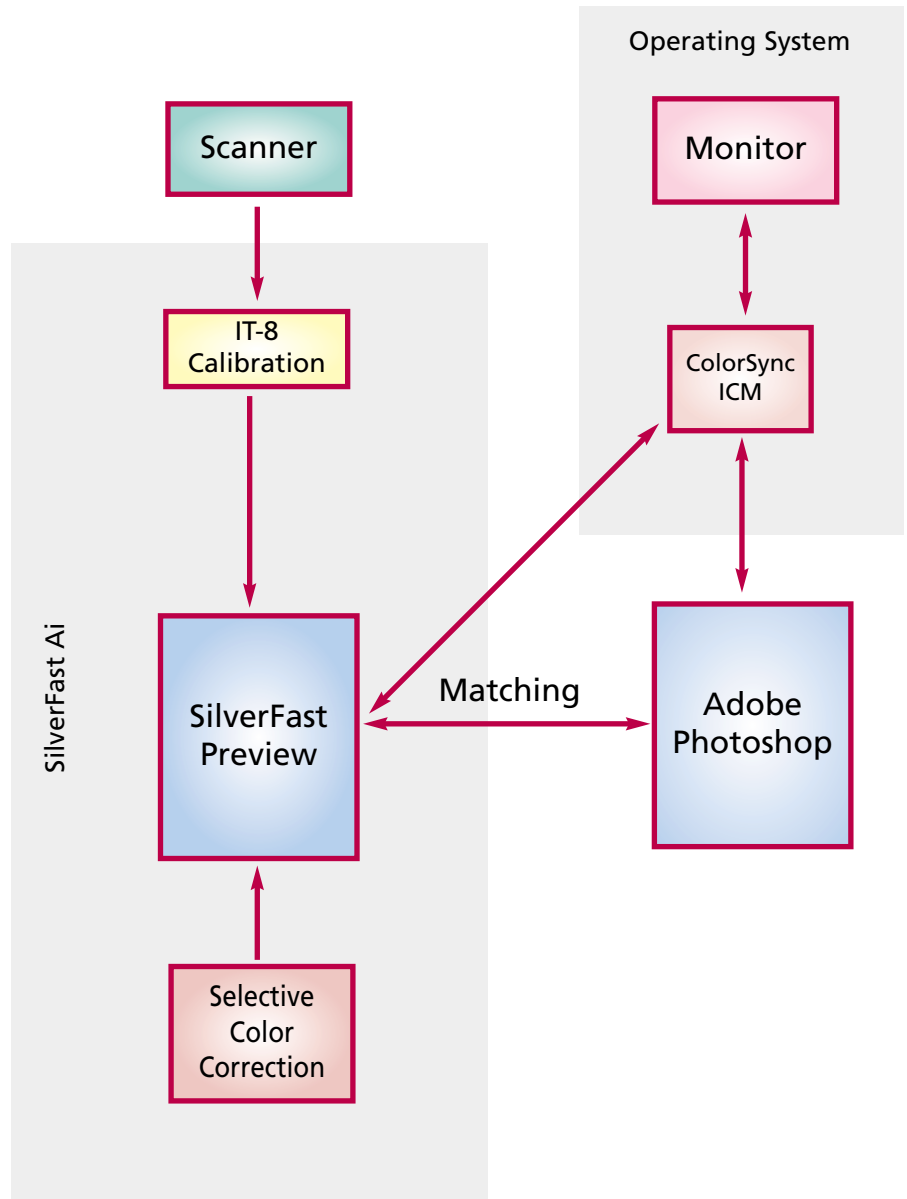 Operating System
Scanner
Monitor
IT-8
Calibration
ColorSync
ICM
SilverFast Ai
Matching
SilverFast
Preview
Adobe
Photoshop
Selective
Color
Correction